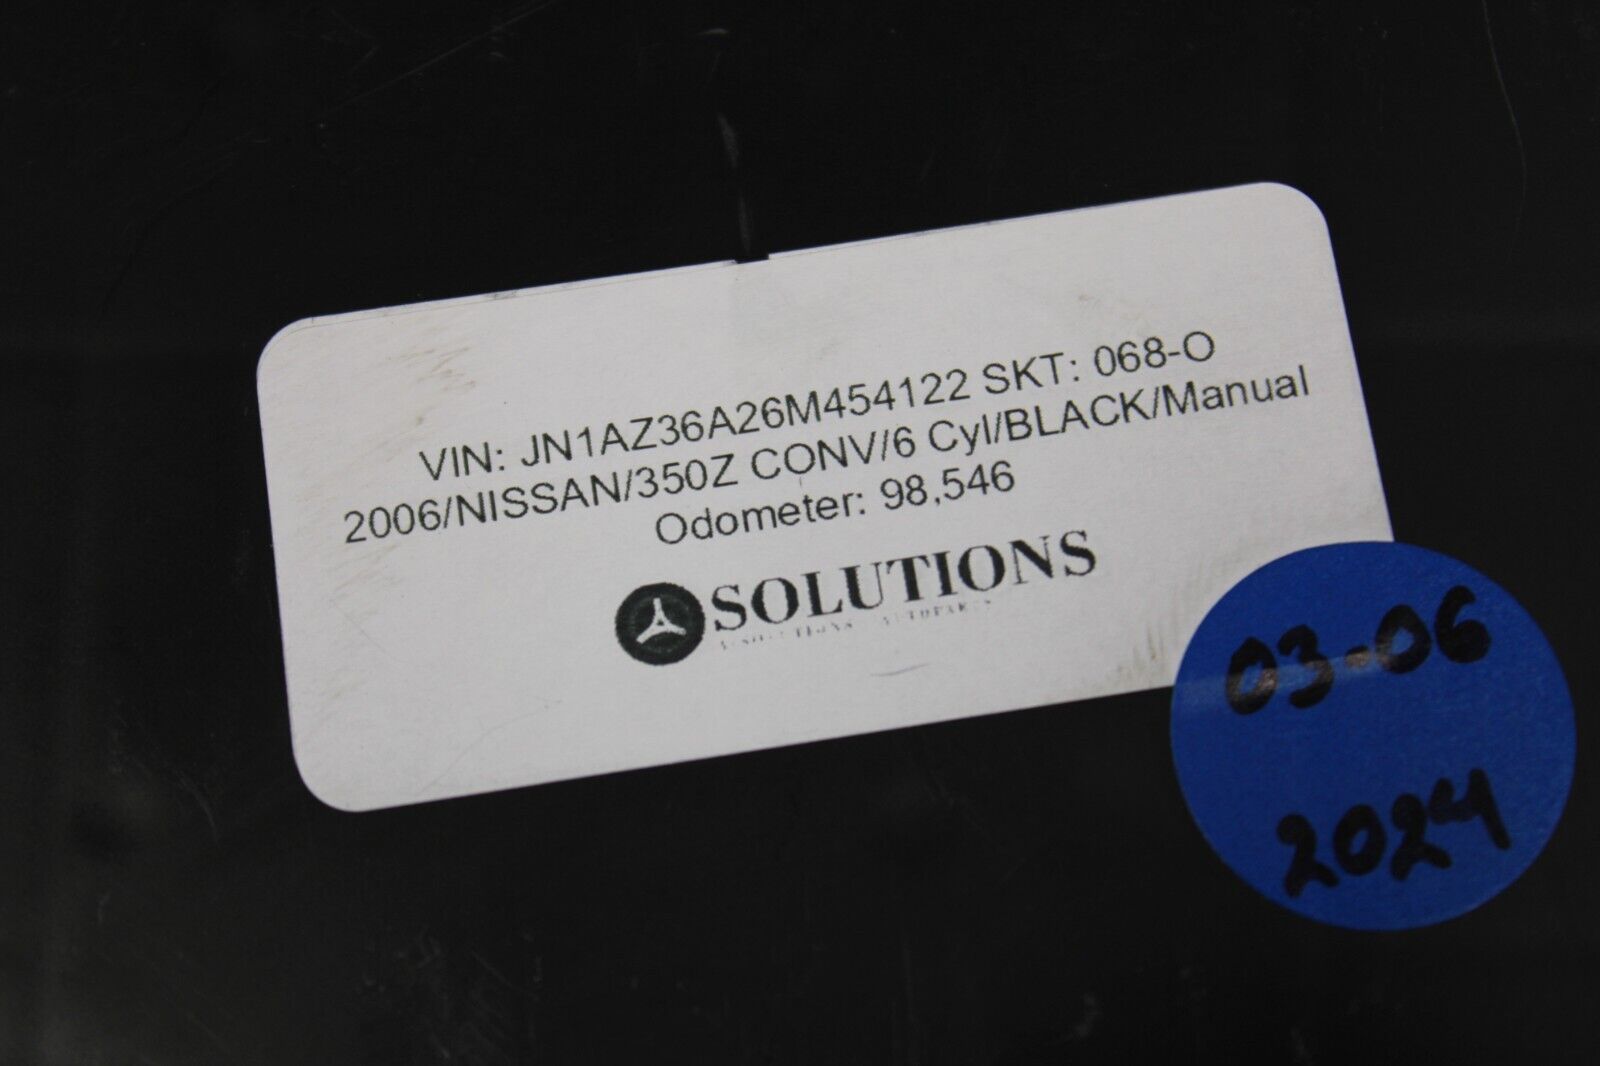 VIN: JN1AZ36A26M454122 SKT: 068-O
2006/NISSAN/350Z CONV/6 Cyl/BLACK/Manual
Odometer: 98,546
SOLUTIONS
03-06
2024